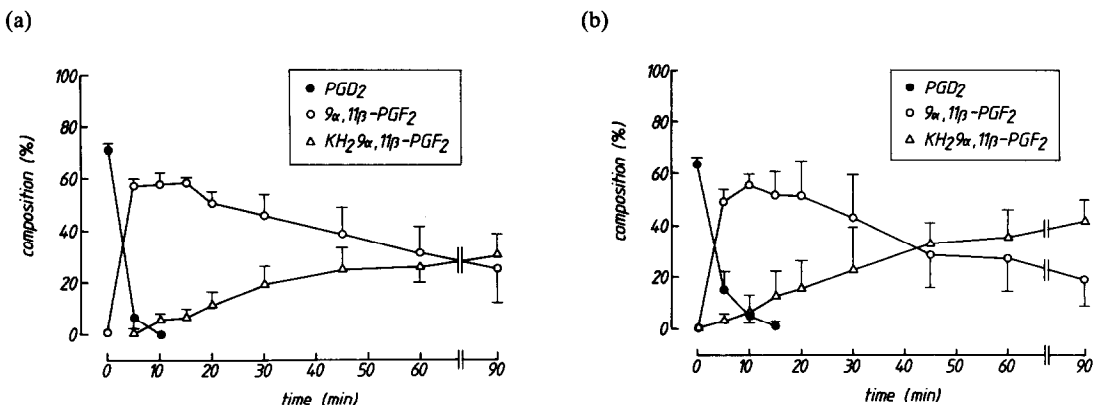 (a)
100
80
60
40
20
0
composition (%)
PGD2
9α, 11β-PGF2
KH2 9α, 11β-PGF2
0 10 20 30 40 50 60 90
time (min)
(b)
100
80
60
40
20
0
composition (%)
PGD2
9α, 11β-PGF2
KH2 9α, 11β-PGF2
0 10 20 30 40 50 60 90
time (min)